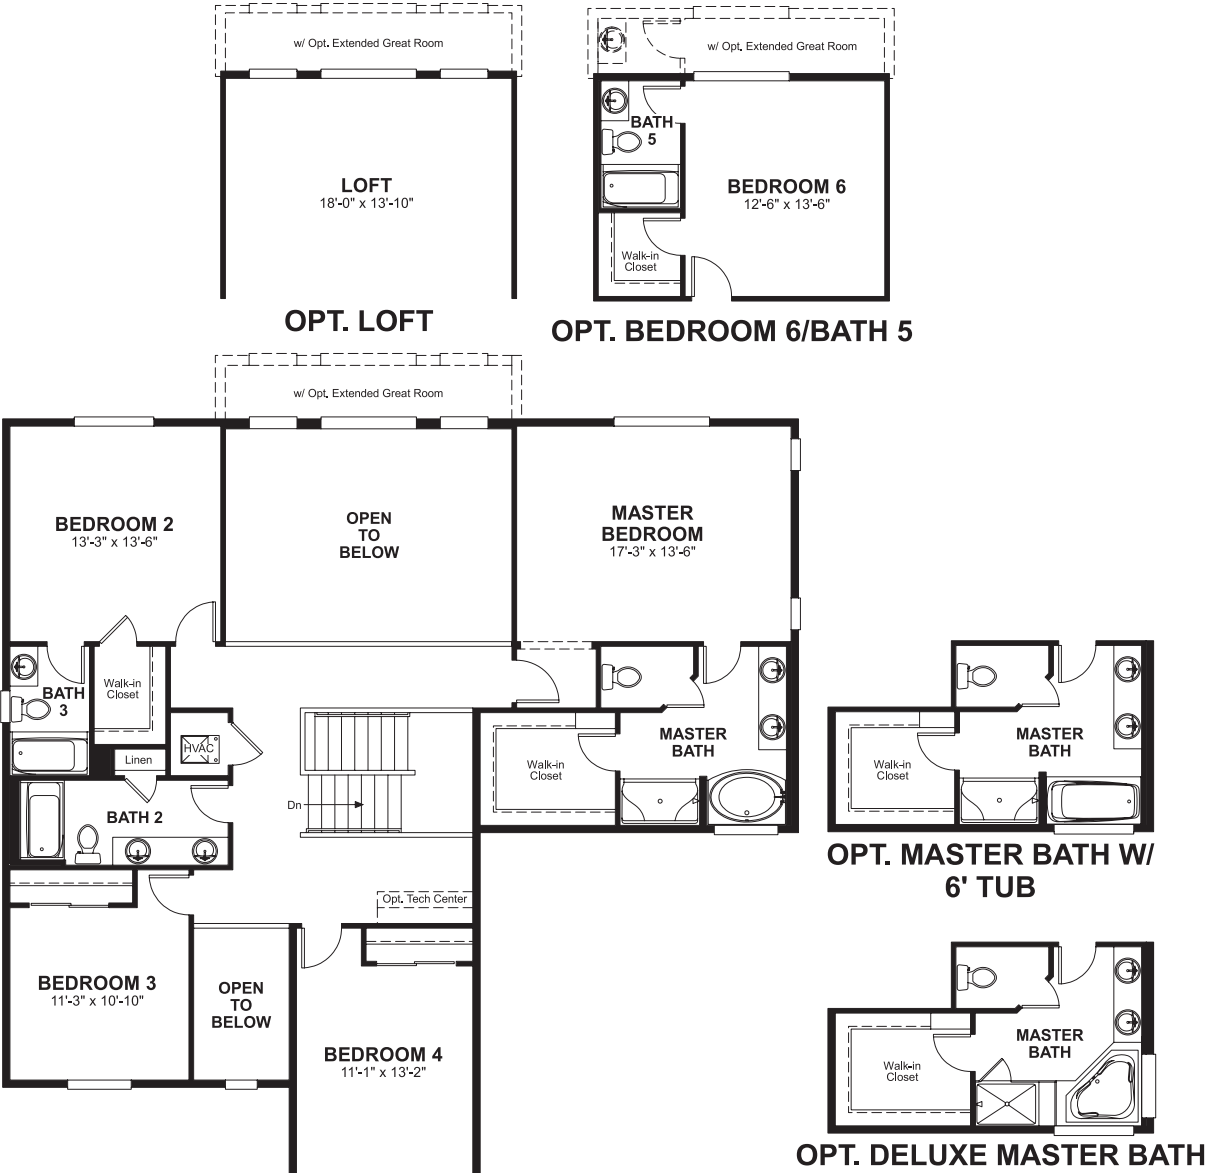 w/ Opt. Extended Great Room
LOFT
18'-0" x 13'-10"
OPT. LOFT
w/ Opt. Extended Great Room
BATH
5
BEDROOM 6
12'-6" x 13'-6"
Walk-in
Closet
OPT. BEDROOM 6/BATH 5
w/ Opt. Extended Great Room
BEDROOM 2
13'-3" x 13'-6"
OPEN
TO
BELOW
MASTER
BEDROOM
17'-3" x 13'-6"
BATH
3
Walk-in
Closet
HVAC
Linen
BATH 2
Dn
Walk-in
Closet
MASTER
BATH
Opt. Tech Center
BEDROOM 3
11'-3" x 10'-10"
OPEN
TO
BELOW
BEDROOM 4
11'-1" x 13'-2"
Walk-in
Closet
MASTER
BATH
OPT. MASTER BATH W/
6' TUB
Walk-in
Closet
MASTER
BATH
OPT. DELUXE MASTER BATH